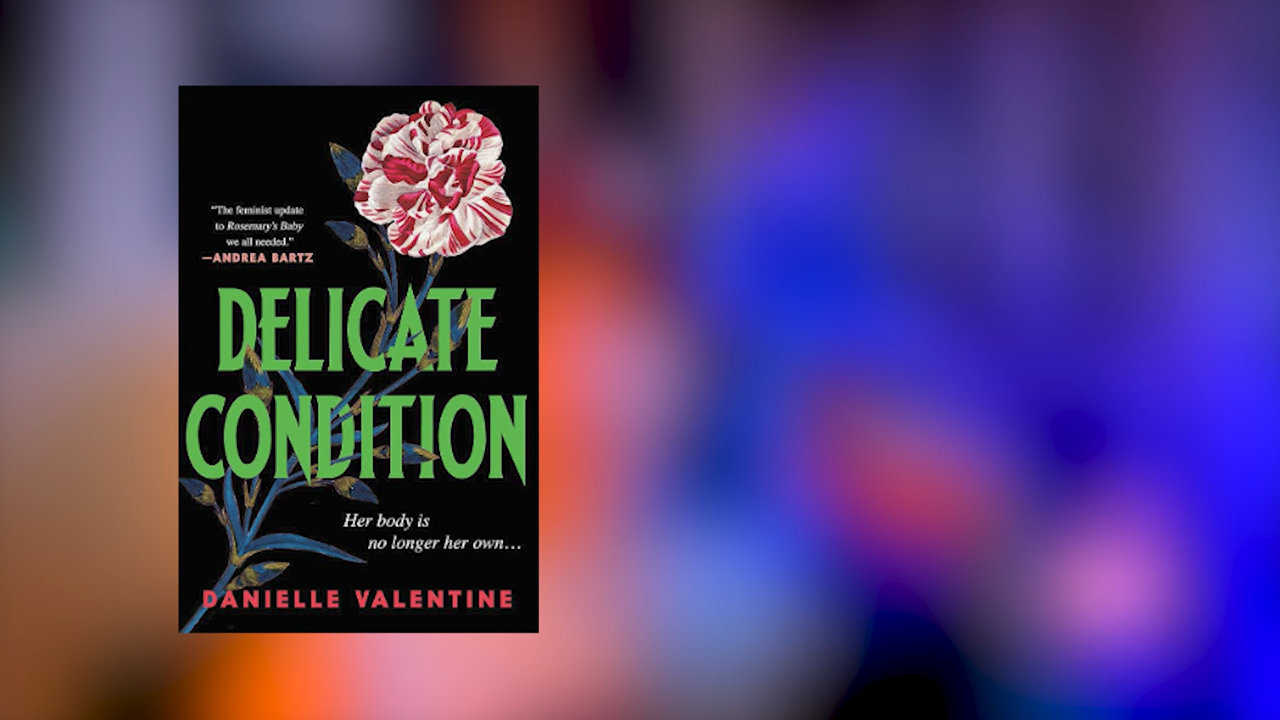 “The feminist update
to Rosemary’s Baby
we all needed.”
—ANDREA BARTZ
DELICATE
CONDITION
Her body is
no longer her own…
DANIELLE VALENTINE